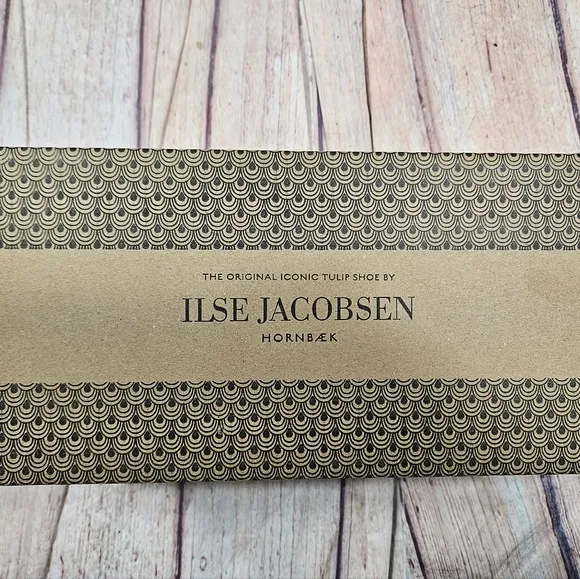 THE ORIGINAL ICONIC TULIP SHOE BY
ILSE JACOBSEN
HORNBÆK